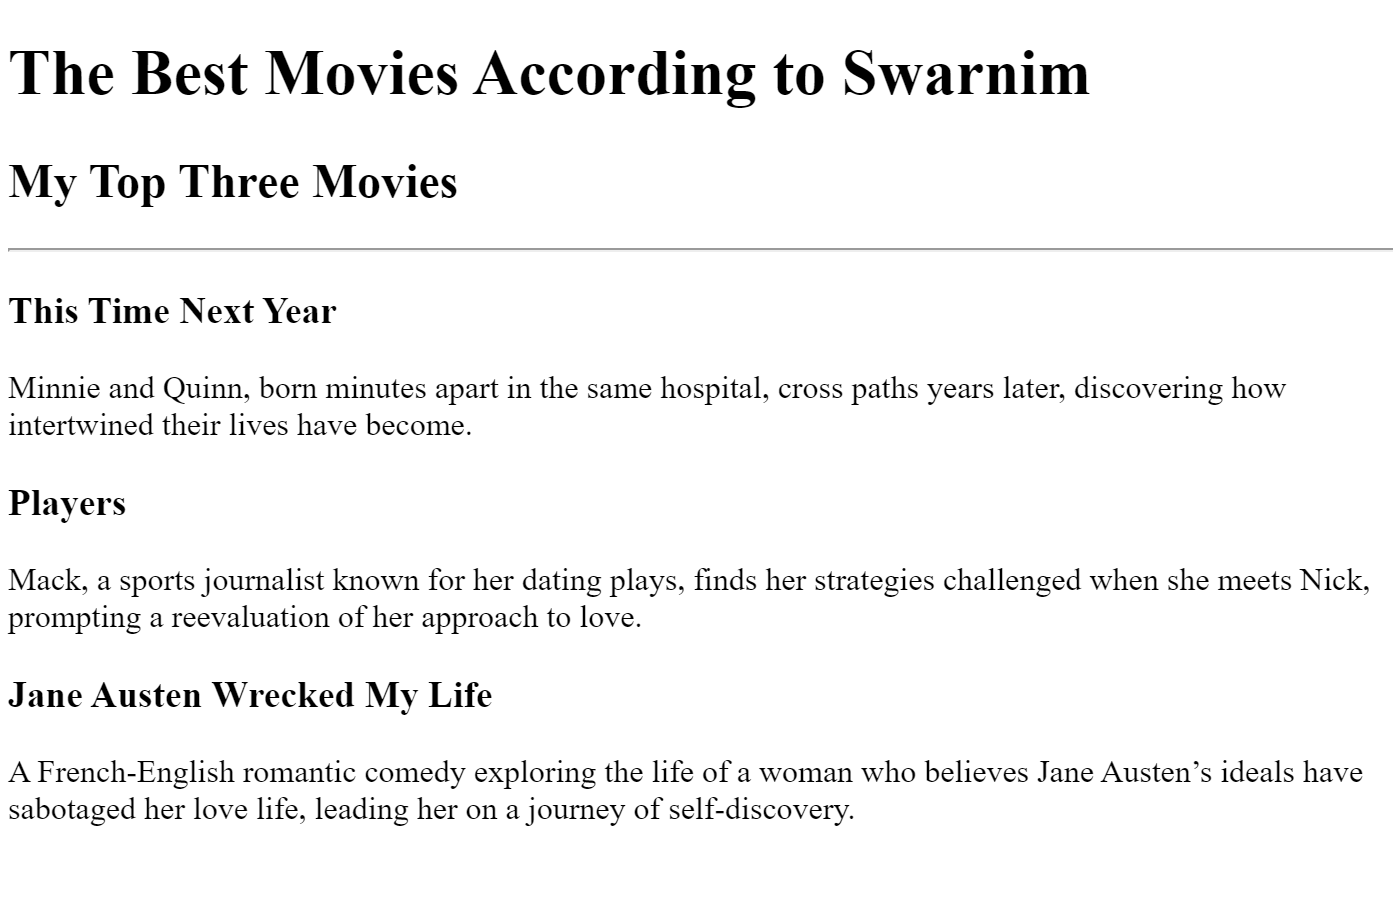 The Best Movies According to Swarnim
My Top Three Movies
This Time Next Year
Minnie and Quinn, born minutes apart in the same hospital, cross paths years later, discovering how
intertwined their lives have become.
Players
Mack, a sports journalist known for her dating plays, finds her strategies challenged when she meets Nick,
prompting a reevaluation of her approach to love.
Jane Austen Wrecked My Life
A French-English romantic comedy exploring the life of a woman who believes Jane Austen’s ideals have
sabotaged her love life, leading her on a journey of self-discovery.